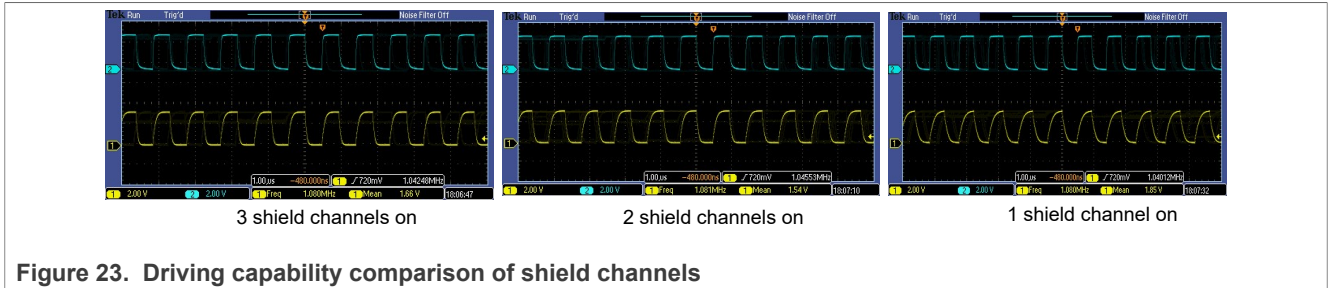 Tek Run Trig'd Noise Filter Off
2
1
1.00 µs -480.000ns 1 ∫ 720mV 1.04248MHz
1 2.00 V 2 2.00 V 1 Freq 1.080MHz 1 Mean 1.66 V 18:06:47
3 shield channels on
Tek Run Trig'd Noise Filter Off
2
1
1.00 µs -480.000ns 1 ∫ 720mV 1.04553MHz
1 2.00 V 2 2.00 V 1 Freq 1.081MHz 1 Mean 1.54 V 18:07:10
2 shield channels on
Tek Run Trig'd Noise Filter Off
2
1
1.00 µs -480.000ns 1 ∫ 720mV 1.04012MHz
1 2.00 V 2 2.00 V 1 Freq 1.080MHz 1 Mean 1.85 V 18:07:32
1 shield channel on
Figure 23. Driving capability comparison of shield channels